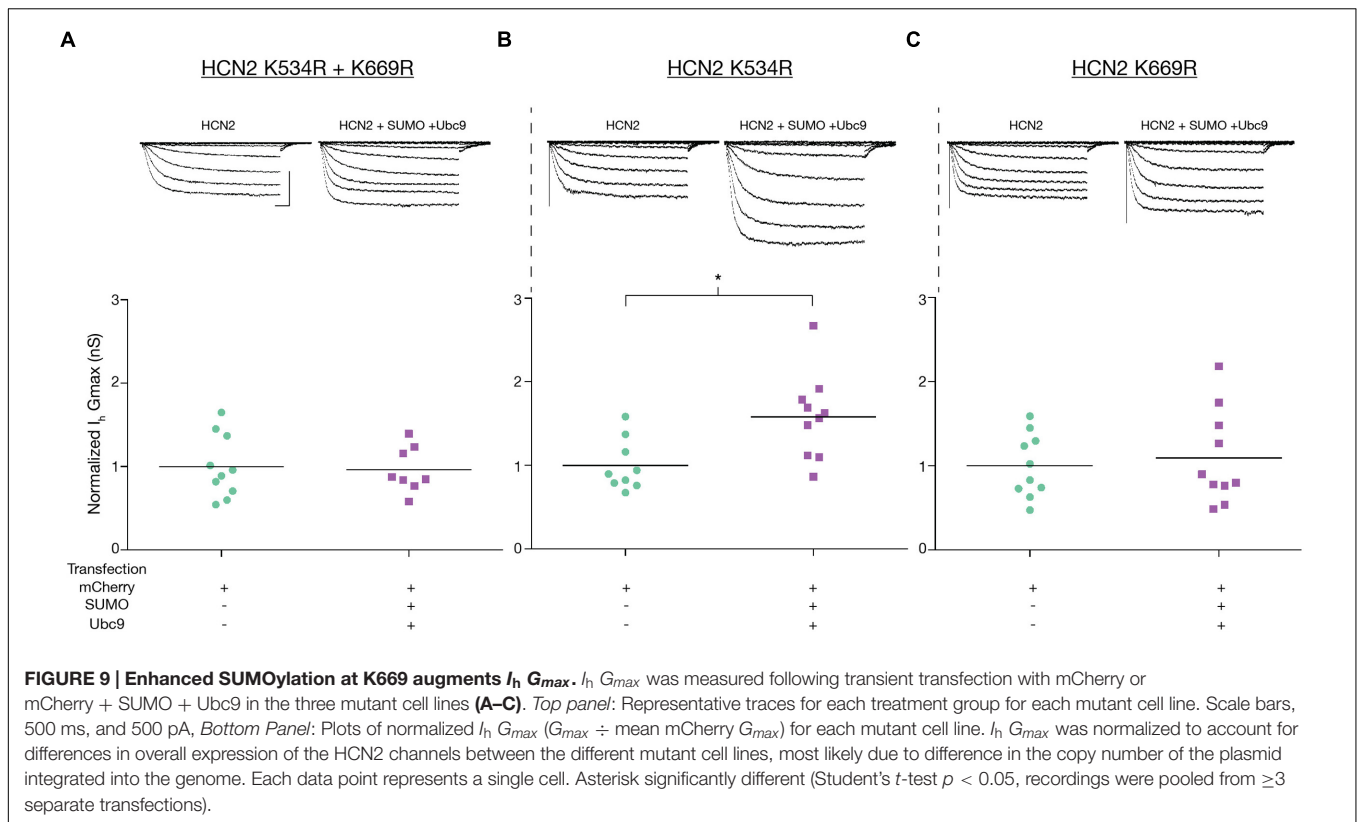 A
HCN2 K534R + K669R
HCN2
HCN2 + SUMO +Ubc9
B
HCN2 K534R
HCN2
HCN2 + SUMO +Ubc9
C
HCN2 K669R
HCN2
HCN2 + SUMO +Ubc9
Normalized Ih Gmax (nS)
3
2
1
0
*
3
2
1
0
3
2
1
0
Transfection
mCherry + + + + + +
SUMO - + - + - +
Ubc9 - + - + - +
FIGURE 9 | Enhanced SUMOylation at K669 augments Ih Gmax. Ih Gmax was measured following transient transfection with mCherry or
mCherry + SUMO + Ubc9 in the three mutant cell lines (A–C). Top panel: Representative traces for each treatment group for each mutant cell line. Scale bars,
500 ms, and 500 pA, Bottom Panel: Plots of normalized Ih Gmax (Gmax ÷ mean mCherry Gmax) for each mutant cell line. Ih Gmax was normalized to account for
differences in overall expression of the HCN2 channels between the different mutant cell lines, most likely due to difference in the copy number of the plasmid
integrated into the genome. Each data point represents a single cell. Asterisk significantly different (Student's t-test p < 0.05, recordings were pooled from ≥3
separate transfections).